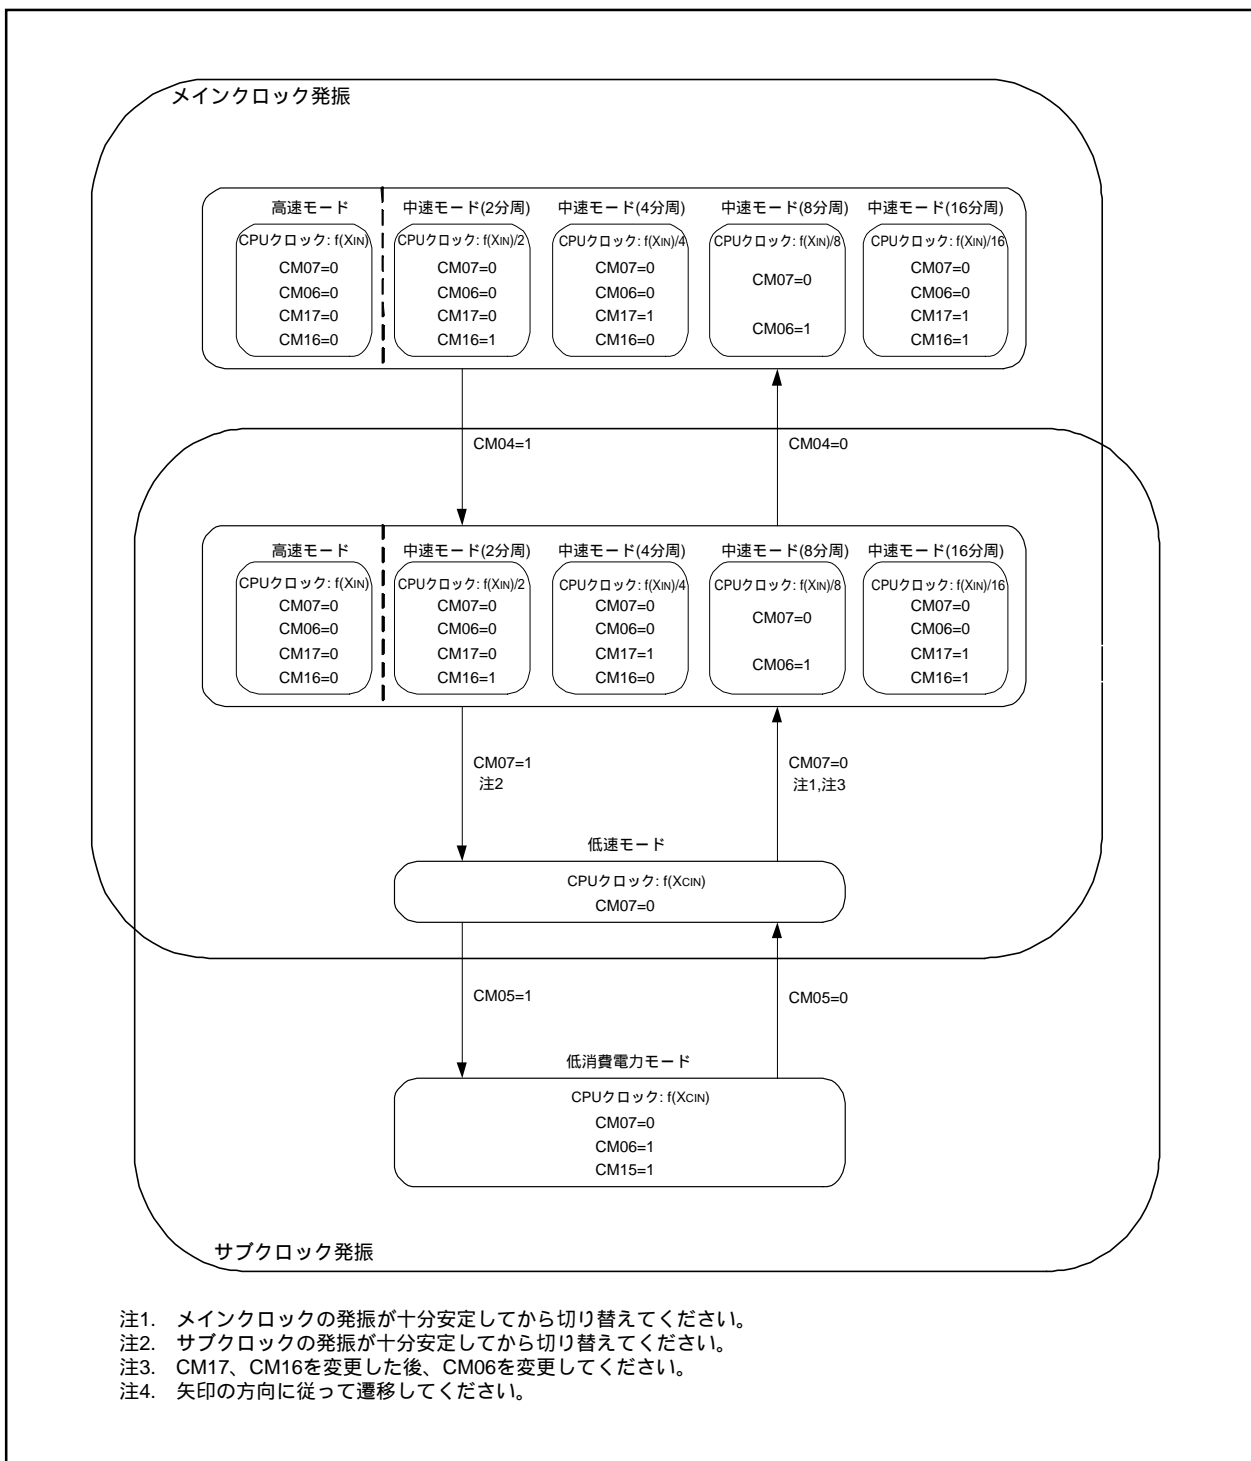 メインクロック発振
高速モード 中速モード(2分周) 中速モード(4分周) 中速モード(8分周) 中速モード(16分周)
CPUクロック: f(XIN) CPUクロック: f(XIN)/2 CPUクロック: f(XIN)/4 CPUクロック: f(XIN)/8 CPUクロック: f(XIN)/16
CM07=0 CM07=0 CM07=0 CM07=0 CM07=0
CM06=0 CM06=0 CM06=0 CM06=0
CM17=0 CM17=0 CM17=1 CM06=1 CM17=1
CM16=0 CM16=1 CM16=0 CM16=1
CM04=1 CM04=0
高速モード 中速モード(2分周) 中速モード(4分周) 中速モード(8分周) 中速モード(16分周)
CPUクロック: f(XIN) CPUクロック: f(XIN)/2 CPUクロック: f(XIN)/4 CPUクロック: f(XIN)/8 CPUクロック: f(XIN)/16
CM07=0 CM07=0 CM07=0 CM07=0 CM07=0
CM06=0 CM06=0 CM06=0 CM06=0
CM17=0 CM17=0 CM17=1 CM06=1 CM17=1
CM16=0 CM16=1 CM16=0 CM16=1
CM07=1 CM07=0
注2 注1,注3
低速モード
CPUクロック: f(XCIN)
CM07=0
CM05=1 CM05=0
低消費電力モード
CPUクロック: f(XCIN)
CM07=0
CM06=1
CM15=1
サブクロック発振
注1. メインクロックの発振が十分安定してから切り替えてください。
注2. サブクロックの発振が十分安定してから切り替えてください。
注3. CM17、CM16を変更した後、CM06を変更してください。
注4. 矢印の方向に従って遷移してください。